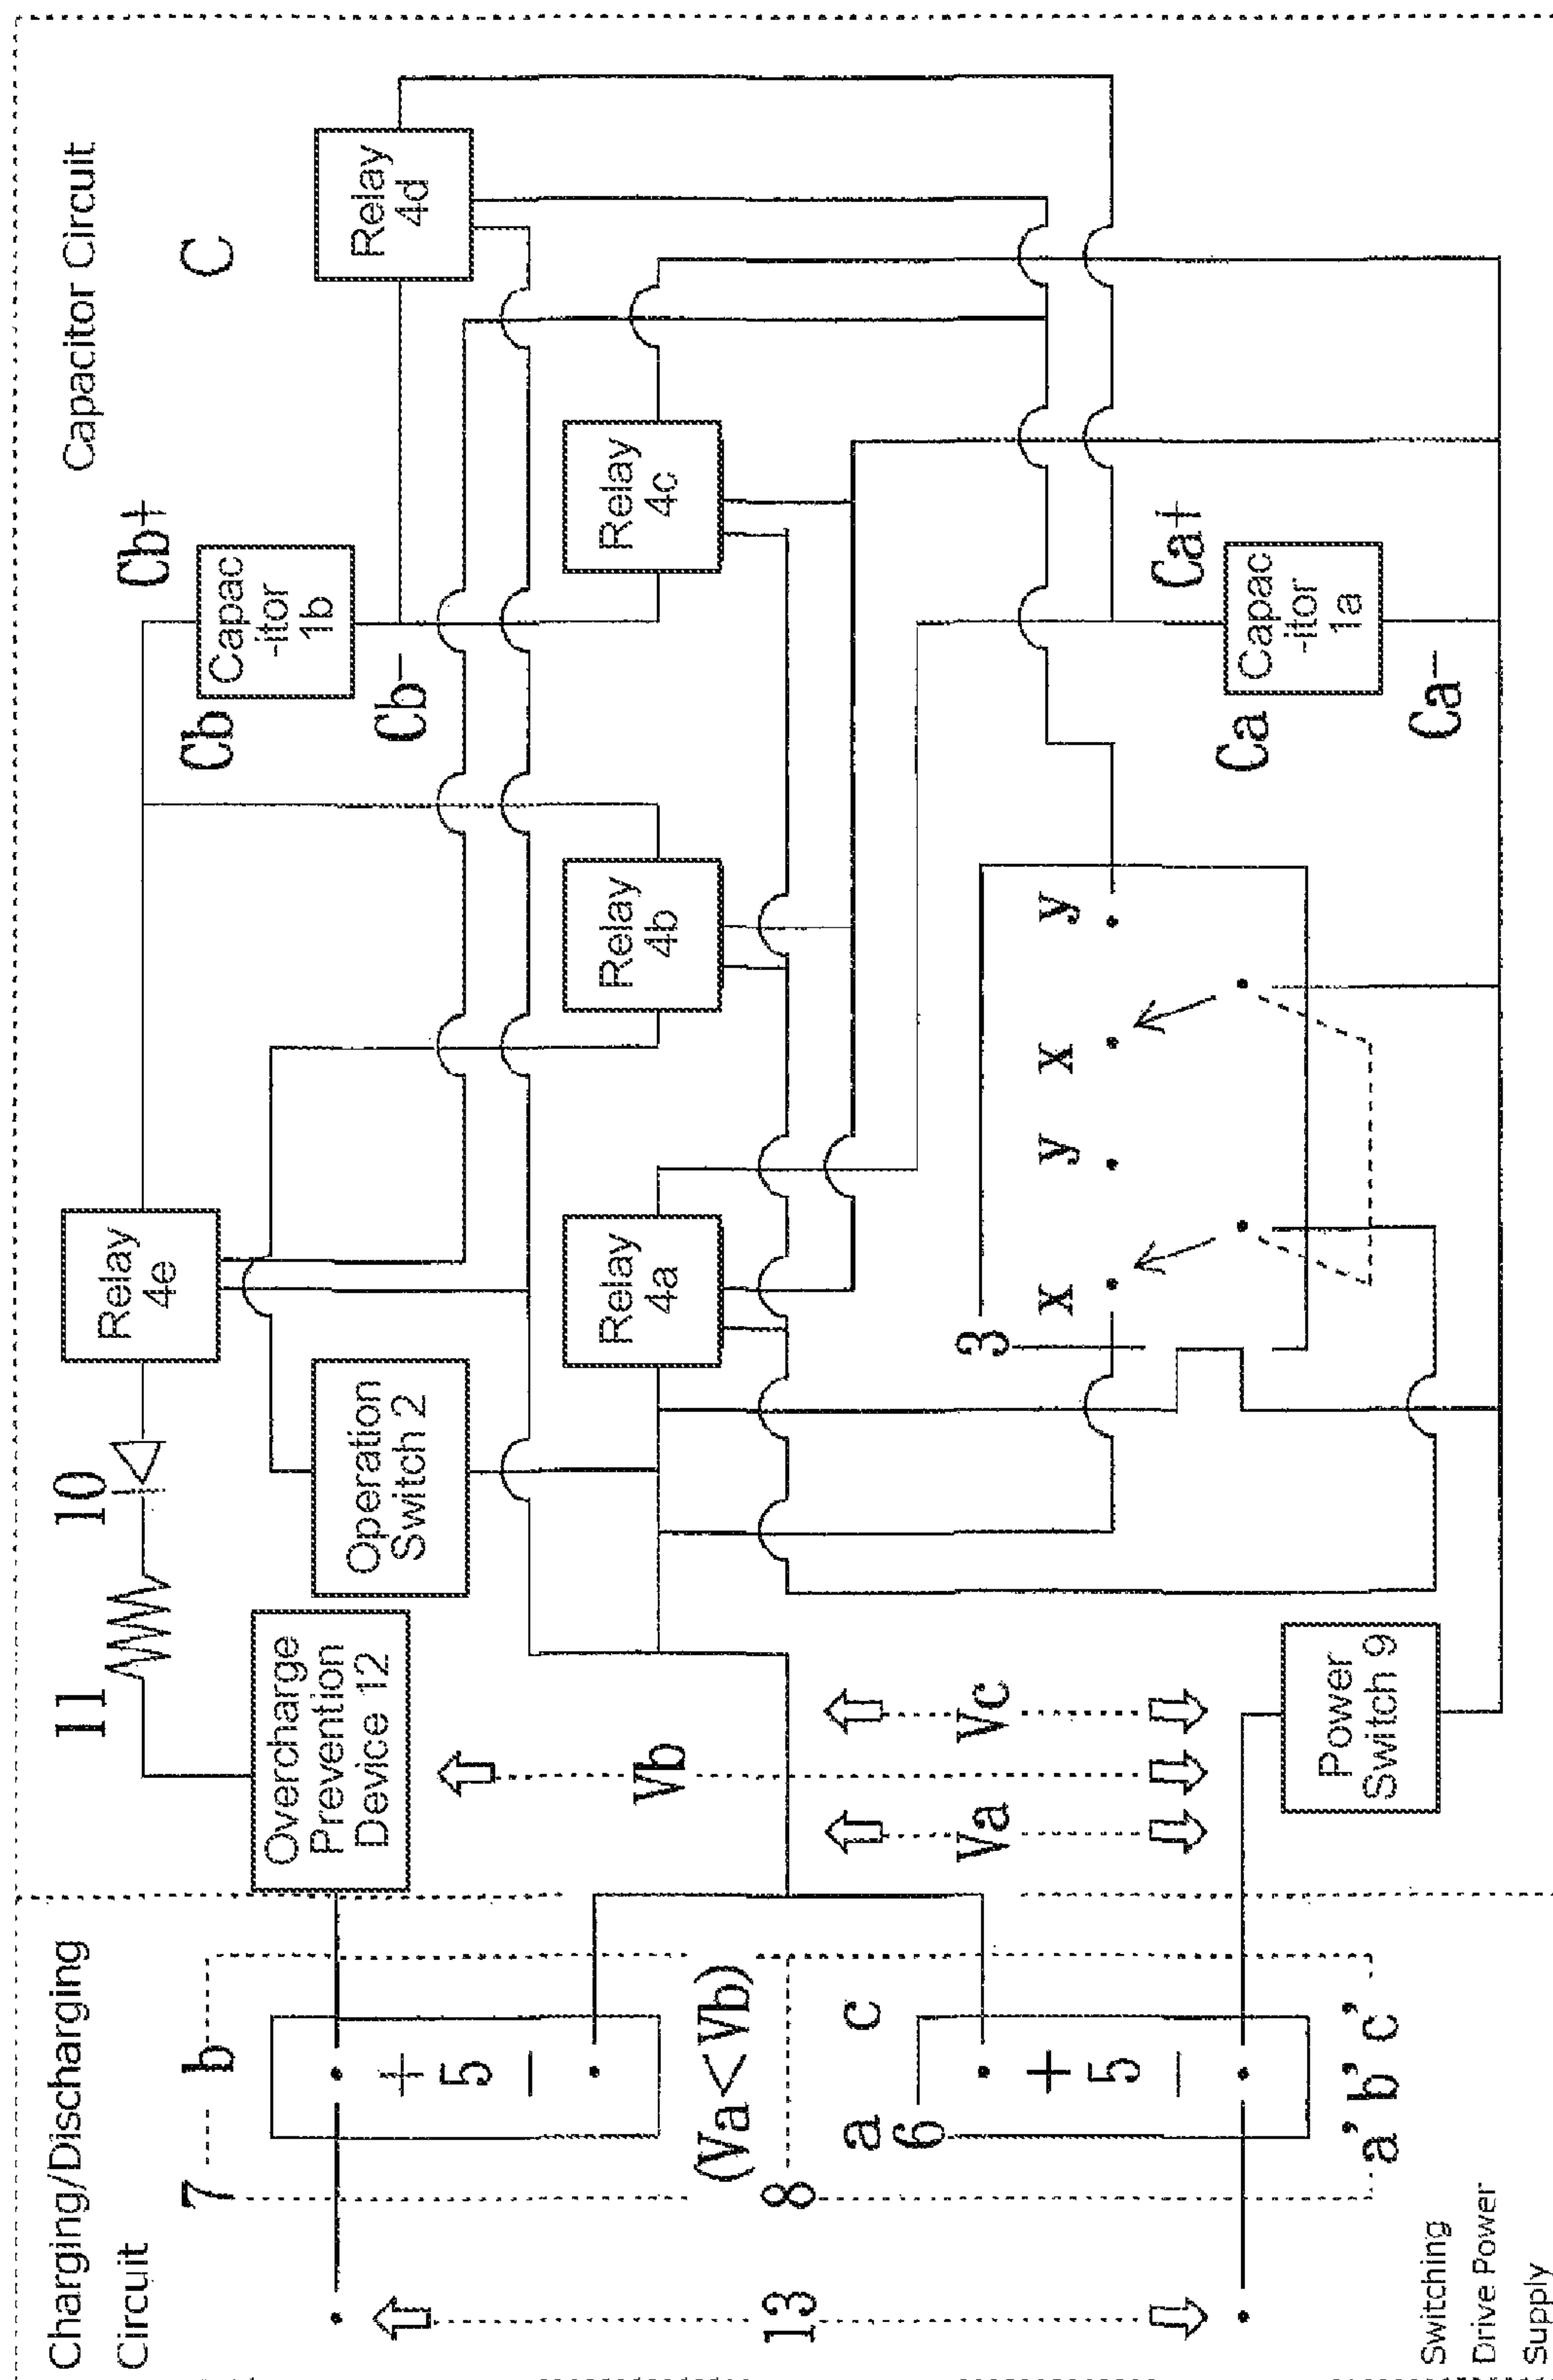 Charging/Discharging
Circuit
Capacitor Circuit
C
11
10
Relay
4e
Cb+
Cb
Capac
-itor
1b
Cb−
Relay
4d
7
b
+
5
−
Overcharge
Prevention
Device 12
Operation
Switch 2
Vb
(Va<Vb)
Relay
4a
Relay
4b
Relay
4c
13
8
a
c
6
+
5
−
a' b' c'
Va
Vc
3
x
y
x
y
Power
Switch 9
Ca+
Ca
Capac
-itor
1a
Ca−
Switching
Drive Power
Supply